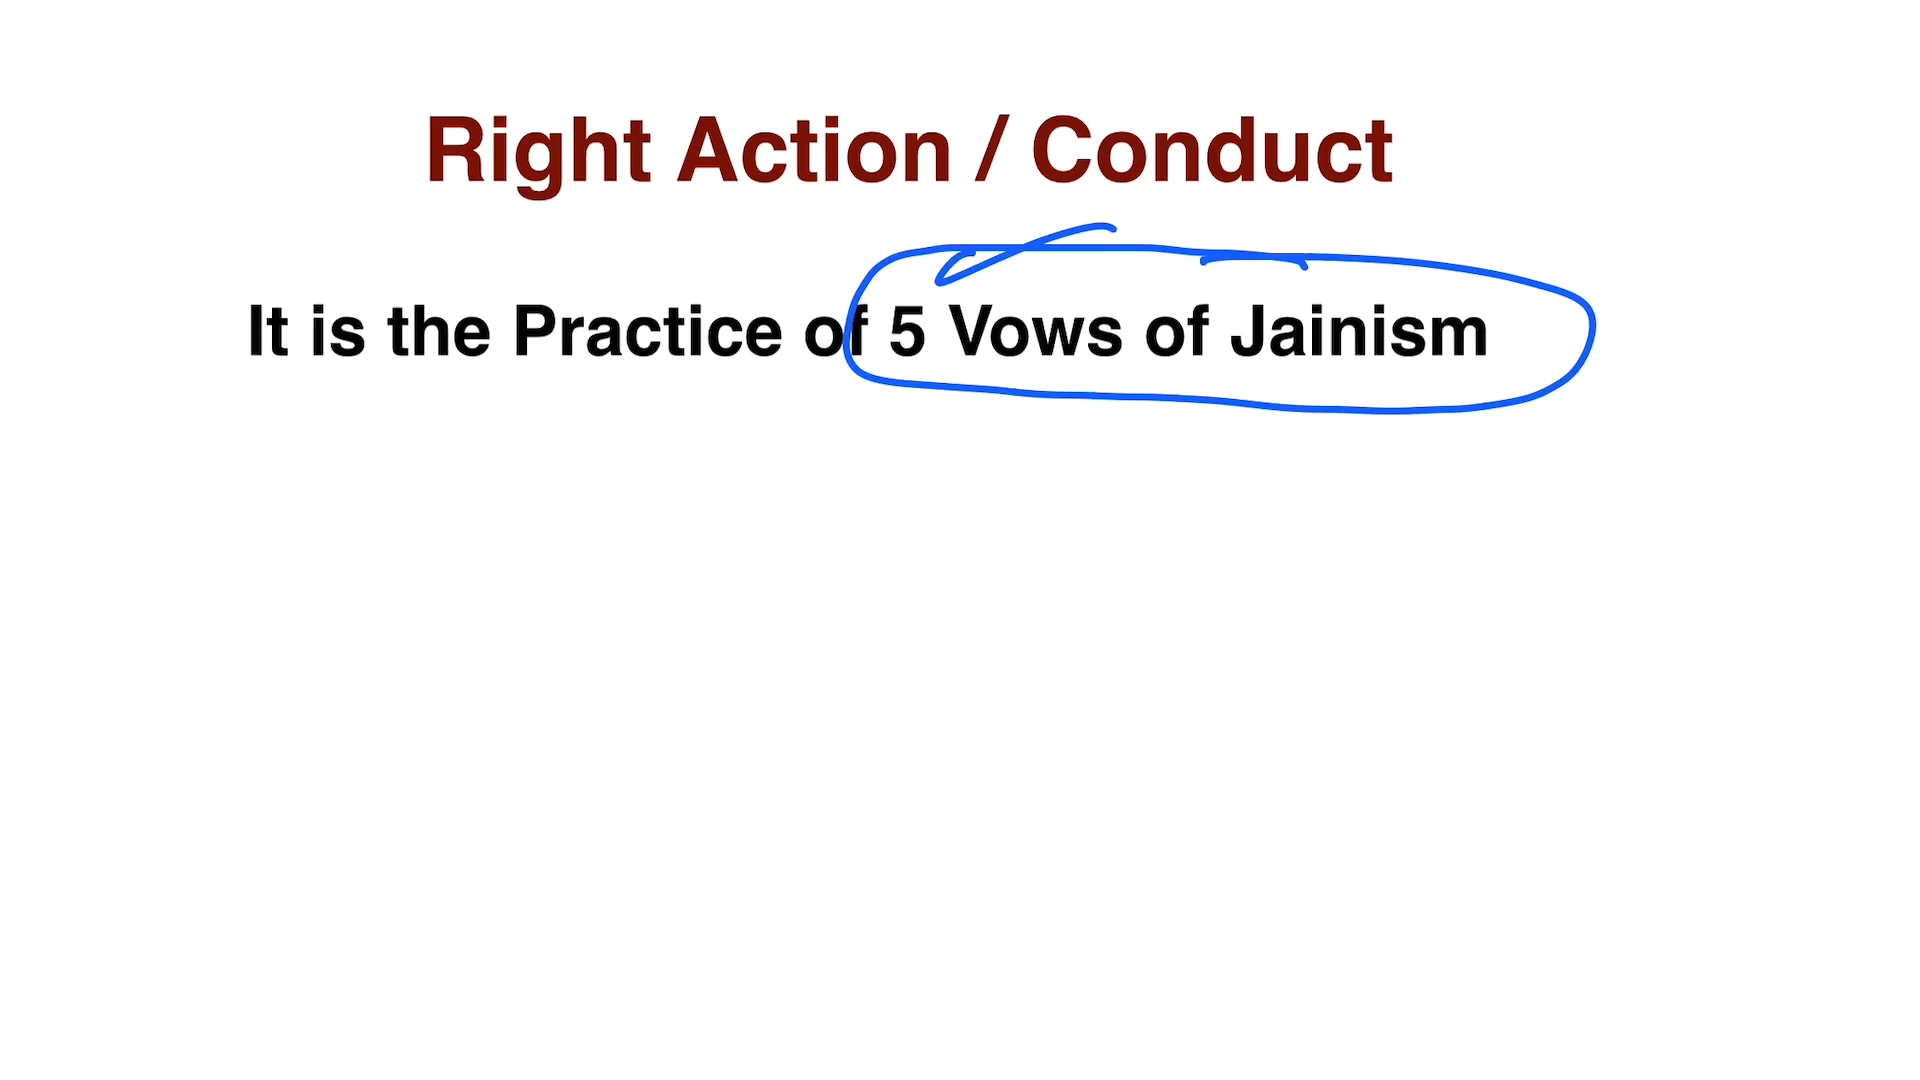 Right Action / Conduct
It is the Practice of 5 Vows of Jainism